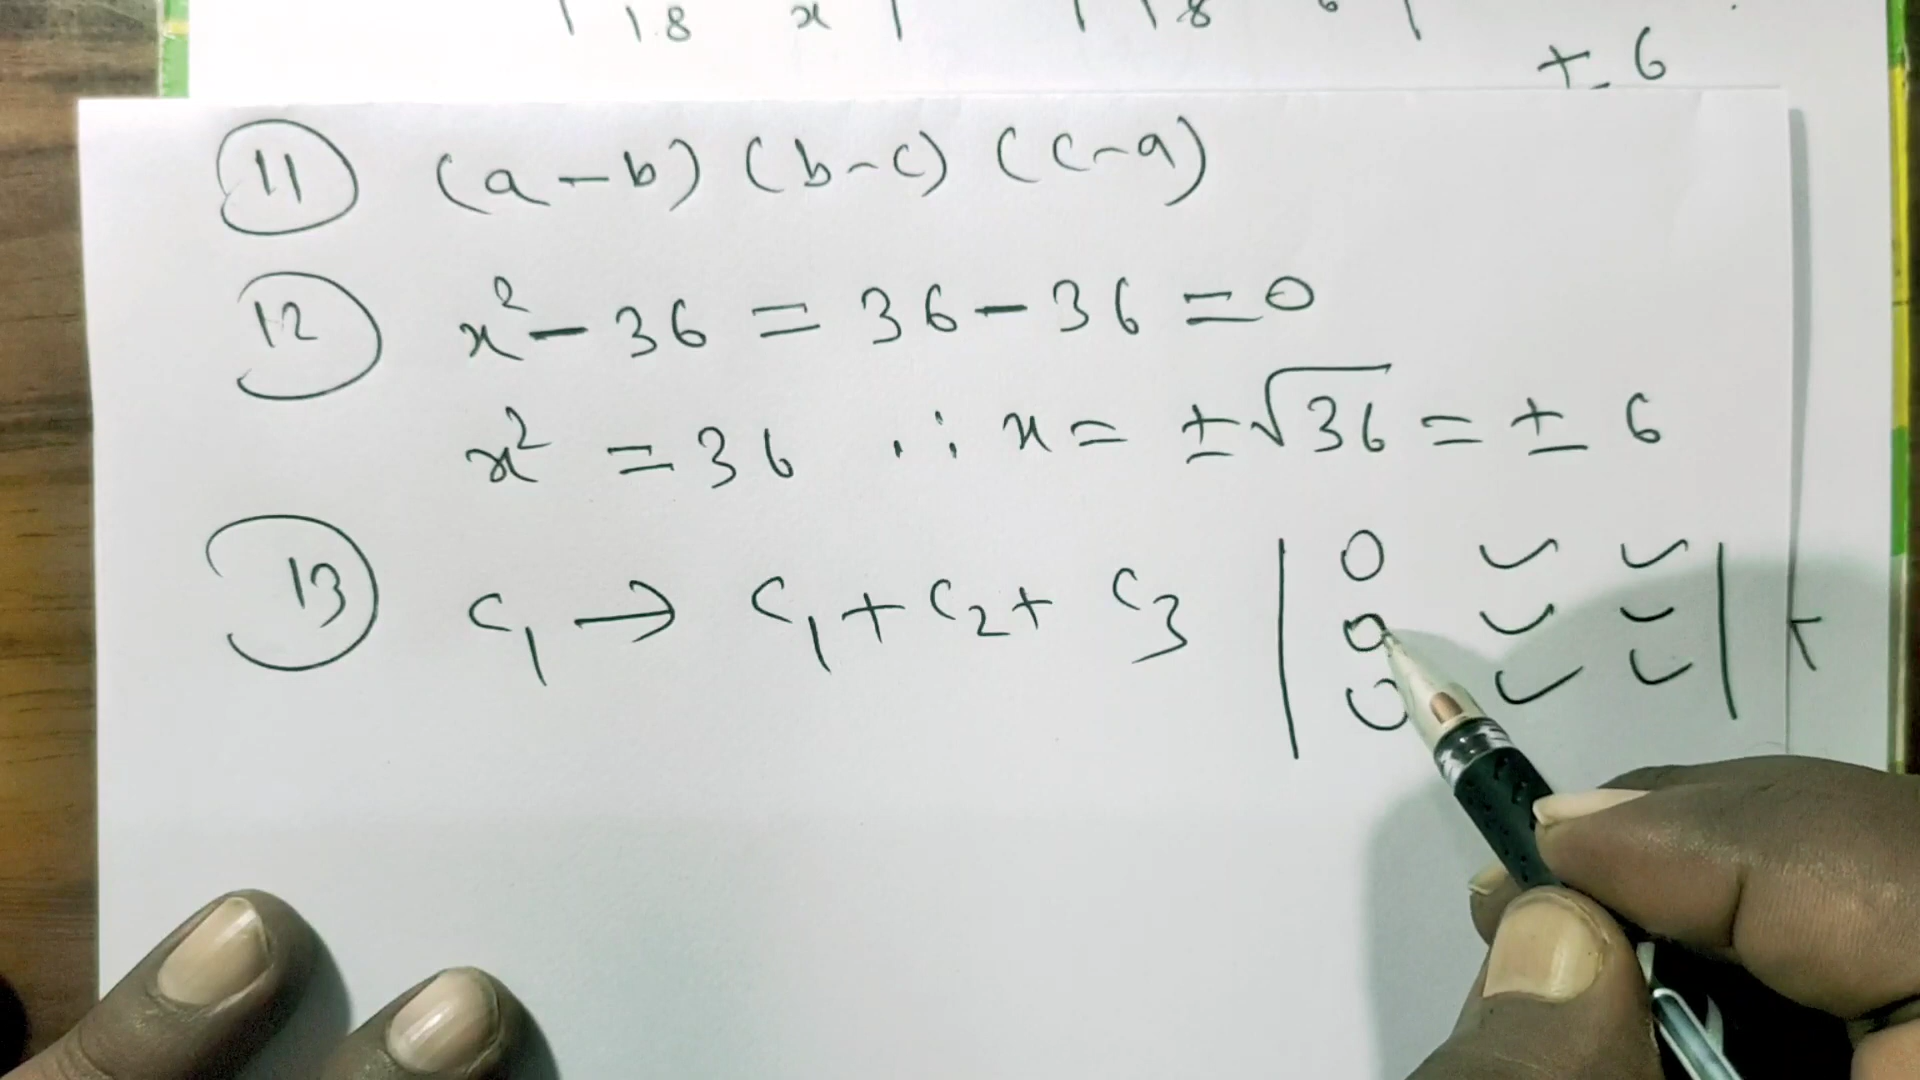 | 18 x | | 18 6 |
± 6
11 (a-b) (b-c) (c-a)
12 x² - 36 = 36 - 36 = 0
x² = 36 ∴ x = ±√36 = ± 6
13 C₁ → C₁ + C₂ + C₃ | 0 ✓ ✓ |
| 0 ✓ ✓ |
| 0 ✓ ✓ |